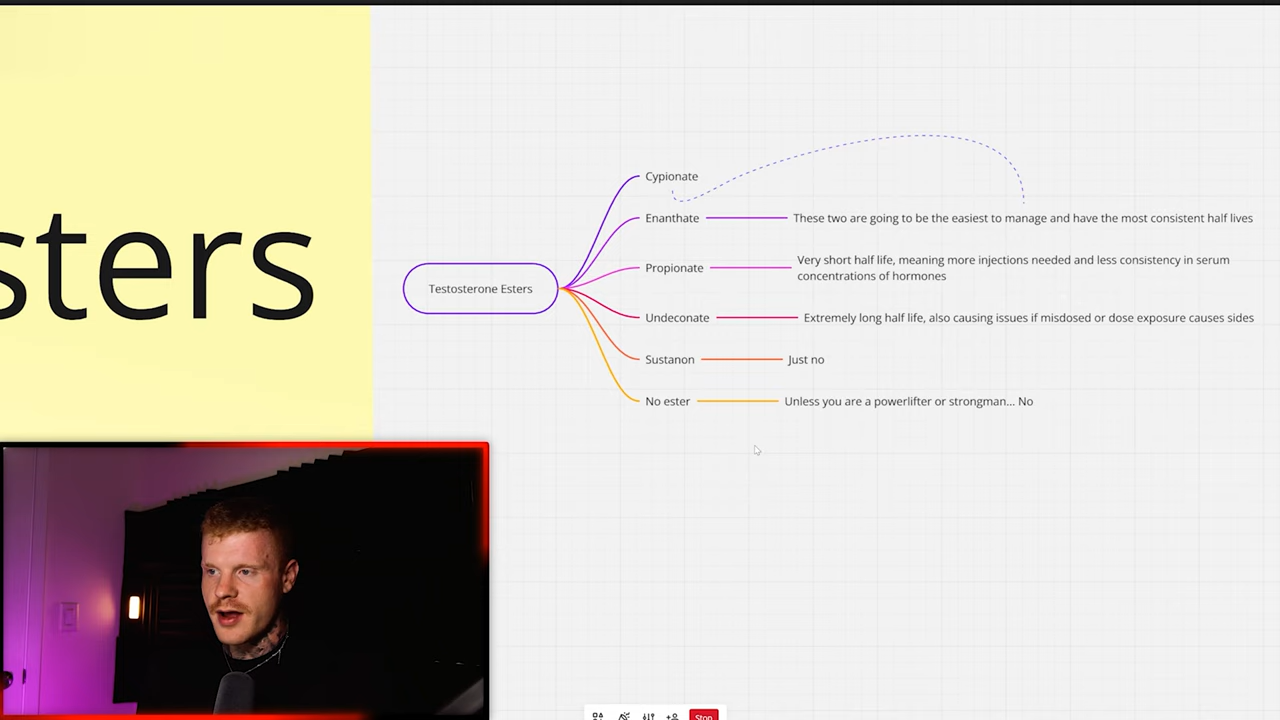 sters
Testosterone Esters
Cypionate
Enanthate
These two are going to be the easiest to manage and have the most consistent half lives
Propionate
Very short half life, meaning more injections needed and less consistency in serum
concentrations of hormones
Undeconate
Extremely long half life, also causing issues if misdosed or dose exposure causes sides
Sustanon
Just no
No ester
Unless you are a powerlifter or strongman... No
Stop